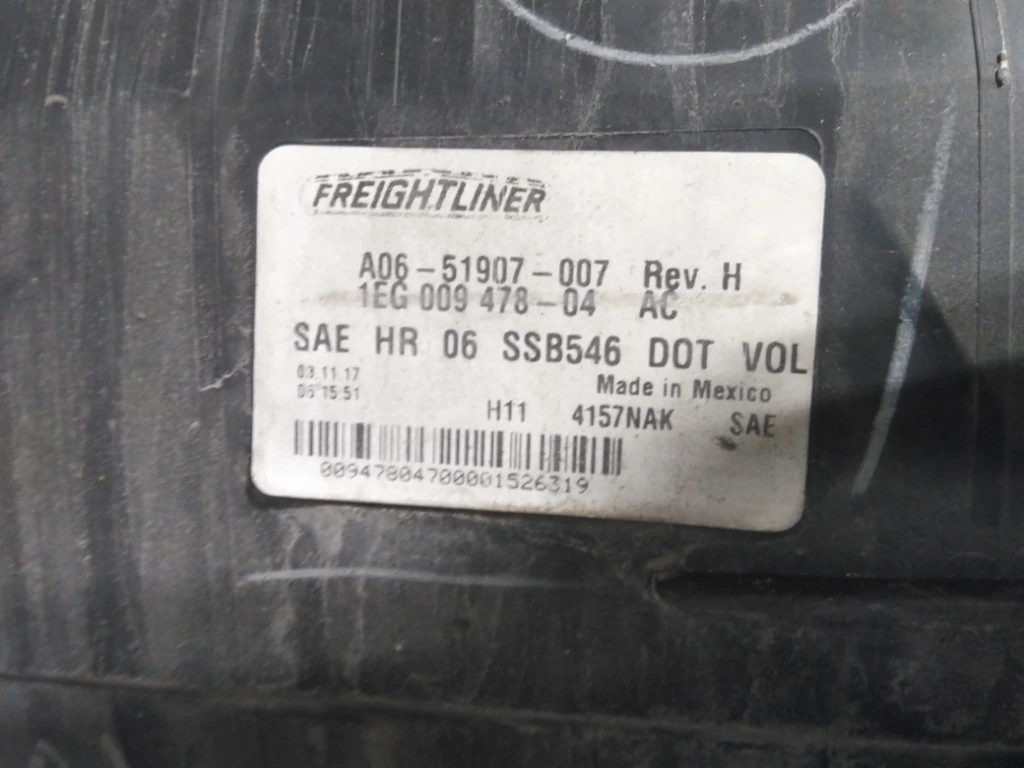 FREIGHTLINER
A06-51907-007 Rev. H
1EG 009 478-04 AC
SAE HR 06 SSB546 DOT VOL
03.11.17
Made in Mexico
06 15.51
H11 4157NAK SAE
00947804700001526319